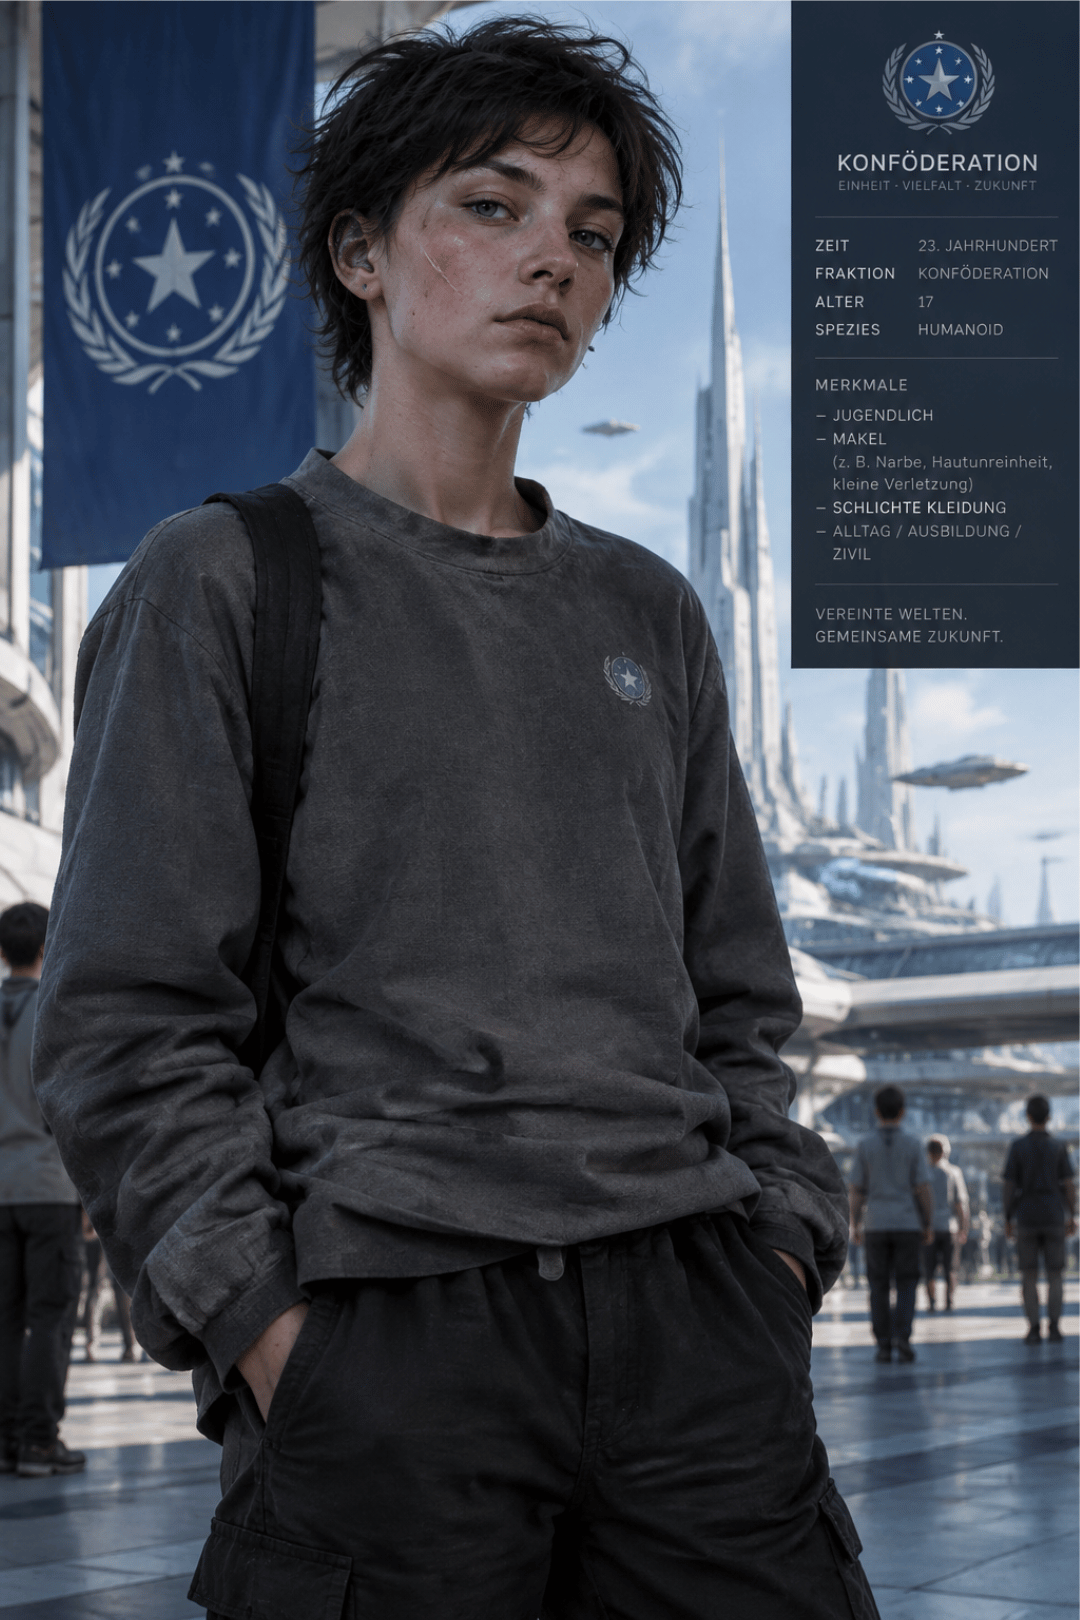 KONFÖDERATION
EINHEIT · VIELFALT · ZUKUNFT
ZEIT 23. JAHRHUNDERT
FRAKTION KONFÖDERATION
ALTER 17
SPEZIES HUMANOID
MERKMALE
– JUGENDLICH
– MAKEL
(z. B. Narbe, Hautunreinheit,
kleine Verletzung)
– SCHLICHTE KLEIDUNG
– ALLTAG / AUSBILDUNG /
ZIVIL
VEREINTE WELTEN.
GEMEINSAME ZUKUNFT.